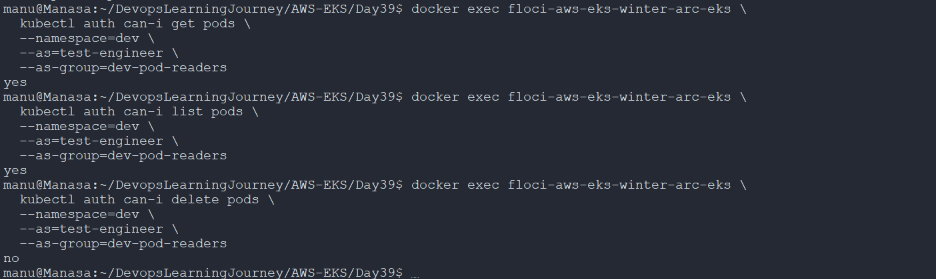 manu@Manasa:~/DevopsLearningJourney/AWS-EKS/Day39$ docker exec floci-aws-eks-winter-arc-eks \
  kubectl auth can-i get pods \
  --namespace=dev \
  --as=test-engineer \
  --as-group=dev-pod-readers
yes
manu@Manasa:~/DevopsLearningJourney/AWS-EKS/Day39$ docker exec floci-aws-eks-winter-arc-eks \
  kubectl auth can-i list pods \
  --namespace=dev \
  --as=test-engineer \
  --as-group=dev-pod-readers
yes
manu@Manasa:~/DevopsLearningJourney/AWS-EKS/Day39$ docker exec floci-aws-eks-winter-arc-eks \
  kubectl auth can-i delete pods \
  --namespace=dev \
  --as=test-engineer \
  --as-group=dev-pod-readers
no
manu@Manasa:~/DevopsLearningJourney/AWS-EKS/Day39$